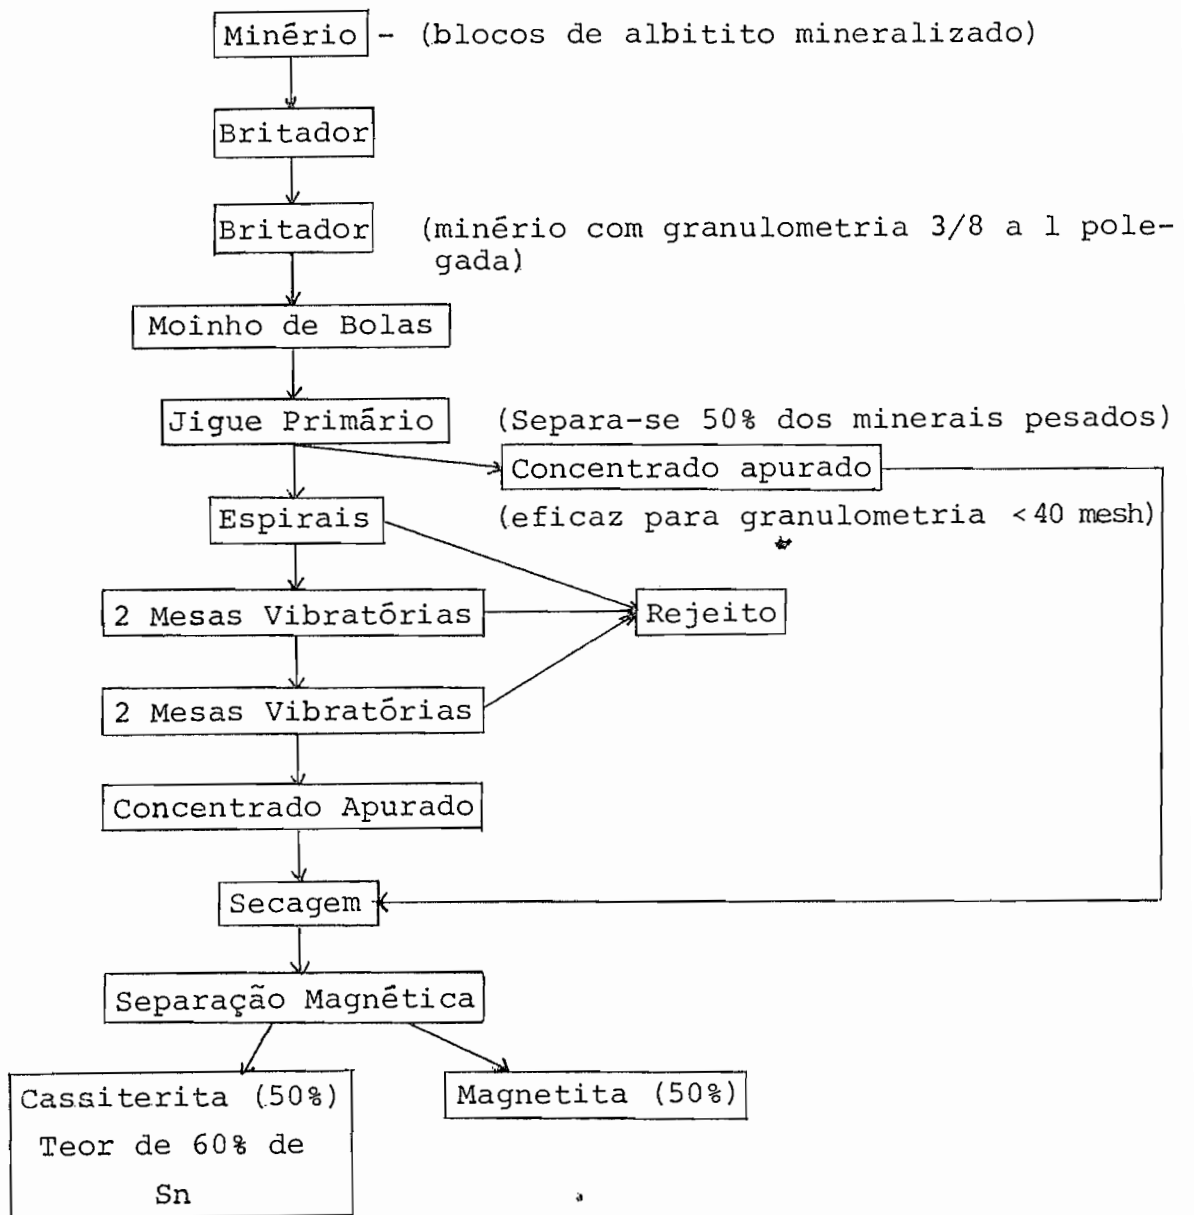 Minério - (blocos de albitito mineralizado)
Britador
Britador (minério com granulometria 3/8 a 1 pole-
gada)
Moinho de Bolas
Jigue Primário (Separa-se 50% dos minerais pesados)
Concentrado apurado
Espirais (eficaz para granulometria <40 mesh)
2 Mesas Vibratórias Rejeito
2 Mesas Vibratórias
Concentrado Apurado
Secagem
Separação Magnética
Cassiterita (50%) Magnetita (50%)
Teor de 60% de
Sn